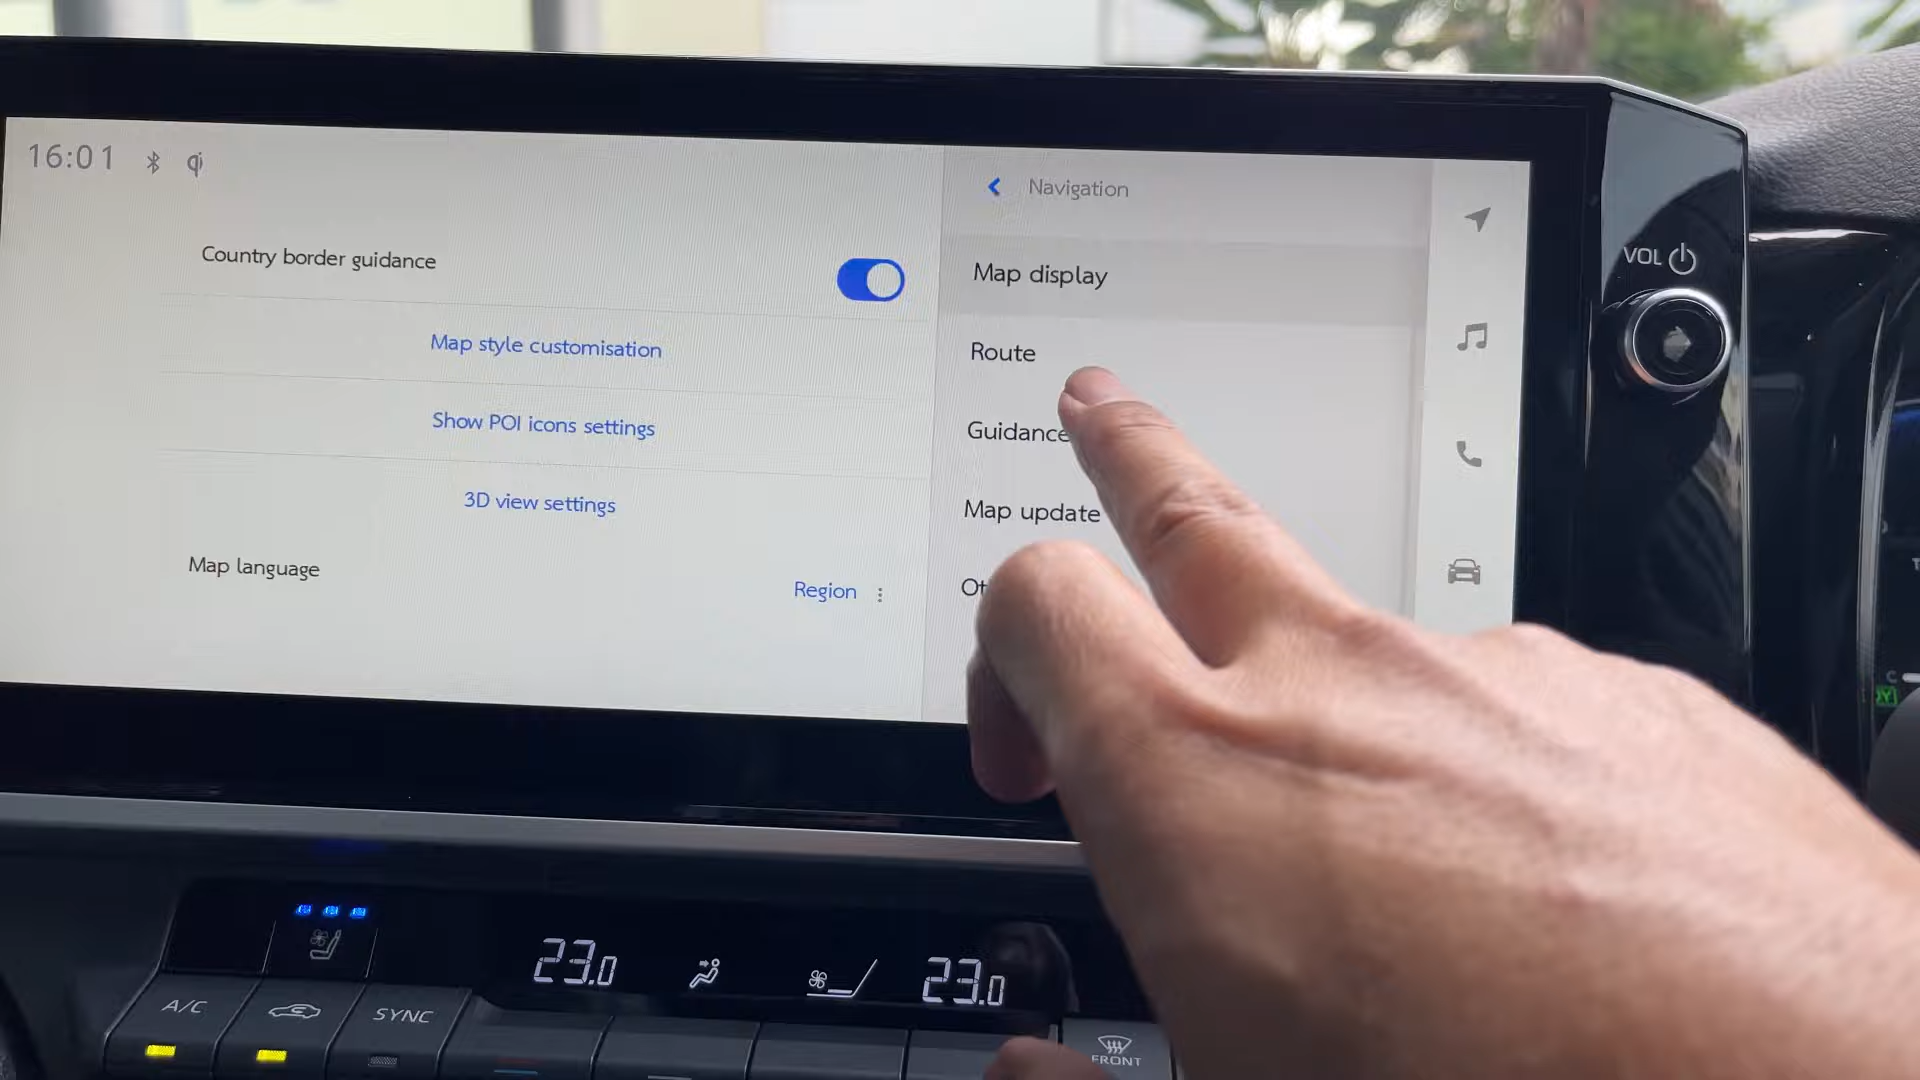 16:01
Navigation
Country border guidance
Map display
Map style customisation
Route
Show POI icons settings
Guidance
3D view settings
Map update
Map language
Region
VOL
23.0
23.0
A/C
SYNC
FRONT